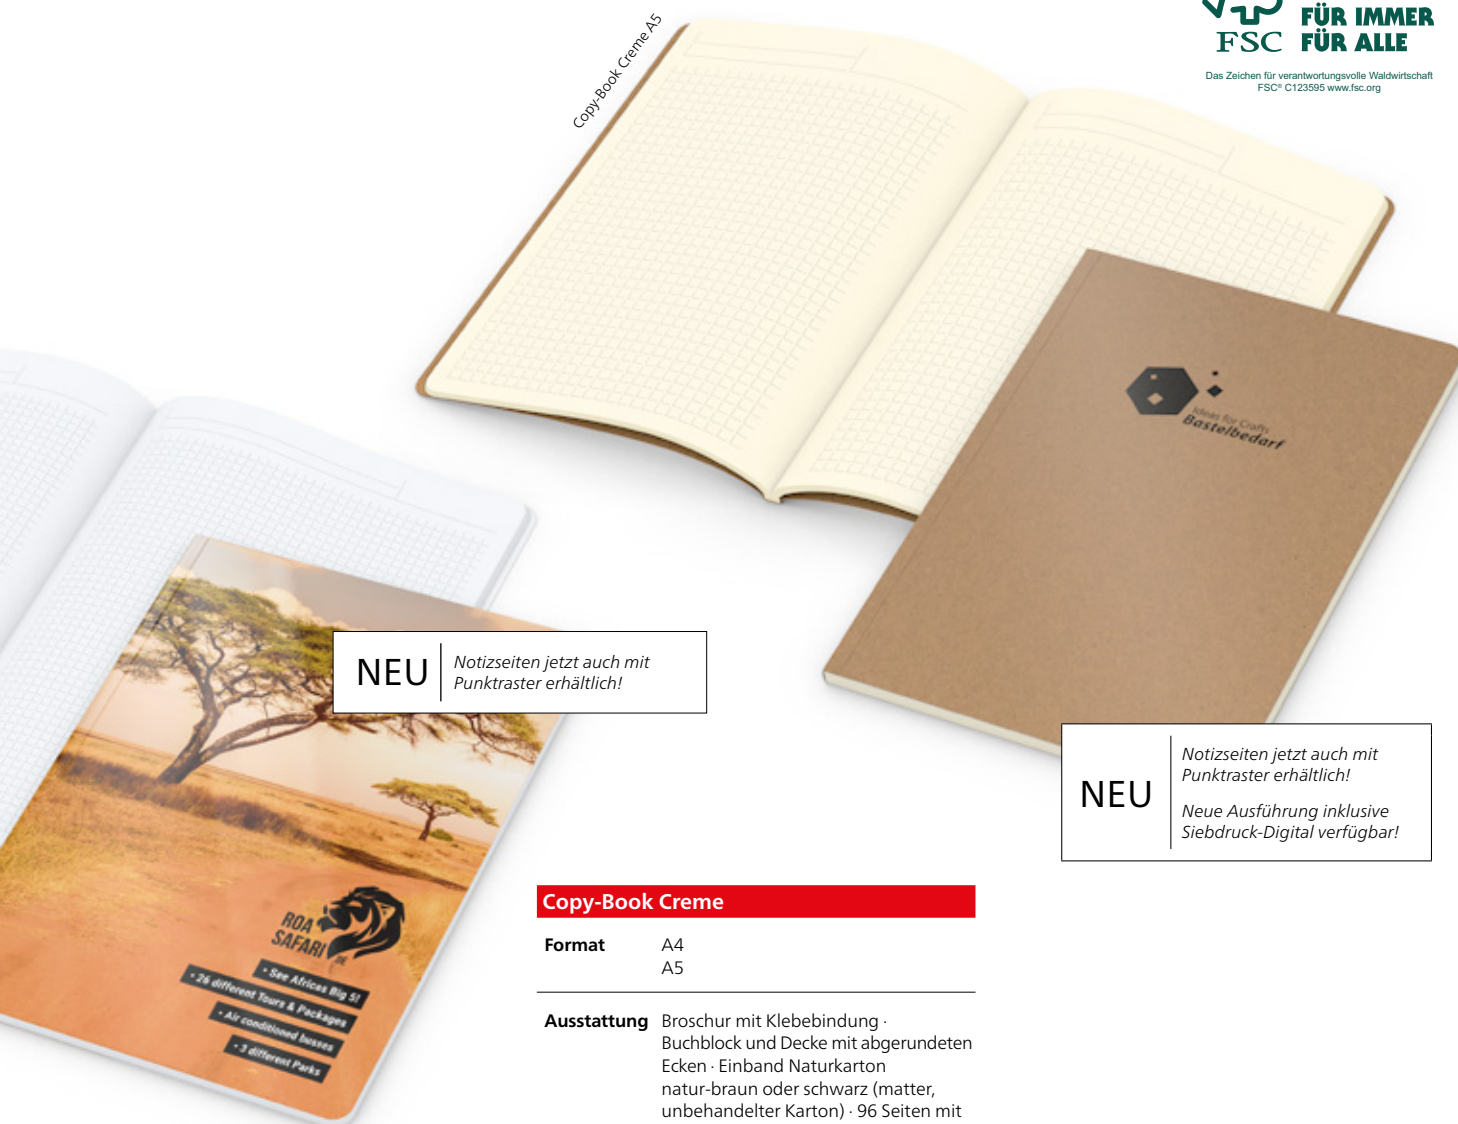 Copy-Book Creme A5
FSC
FÜR IMMER
FÜR ALLE
Das Zeichen für verantwortungsvolle Waldwirtschaft
FSC® C123595 www.fsc.org
Ideas for Crafts
Bastelbedarf
NEU
Notizseiten jetzt auch mit
Punktraster erhältlich!
NEU
Notizseiten jetzt auch mit
Punktraster erhältlich!
Neue Ausführung inklusive
Siebdruck-Digital verfügbar!
ROA
SAFARI
.DE
• See Africas Big 5!
• 26 different Tours & Packages
• Air conditioned busses
• 3 different Parks
Copy-Book Creme
Format A4
A5
Ausstattung Broschur mit Klebebindung ·
Buchblock und Decke mit abgerundeten
Ecken · Einband Naturkarton
natur-braun oder schwarz (matter,
unbehandelter Karton) · 96 Seiten mit